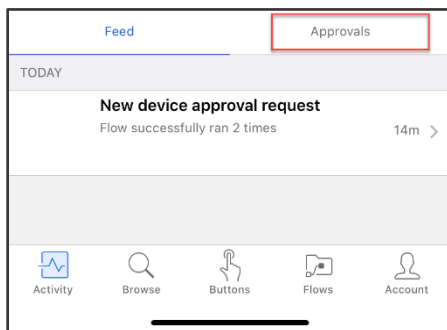 Feed Approvals
TODAY
New device approval request
Flow successfully ran 2 times 14m
Activity Browse Buttons Flows Account